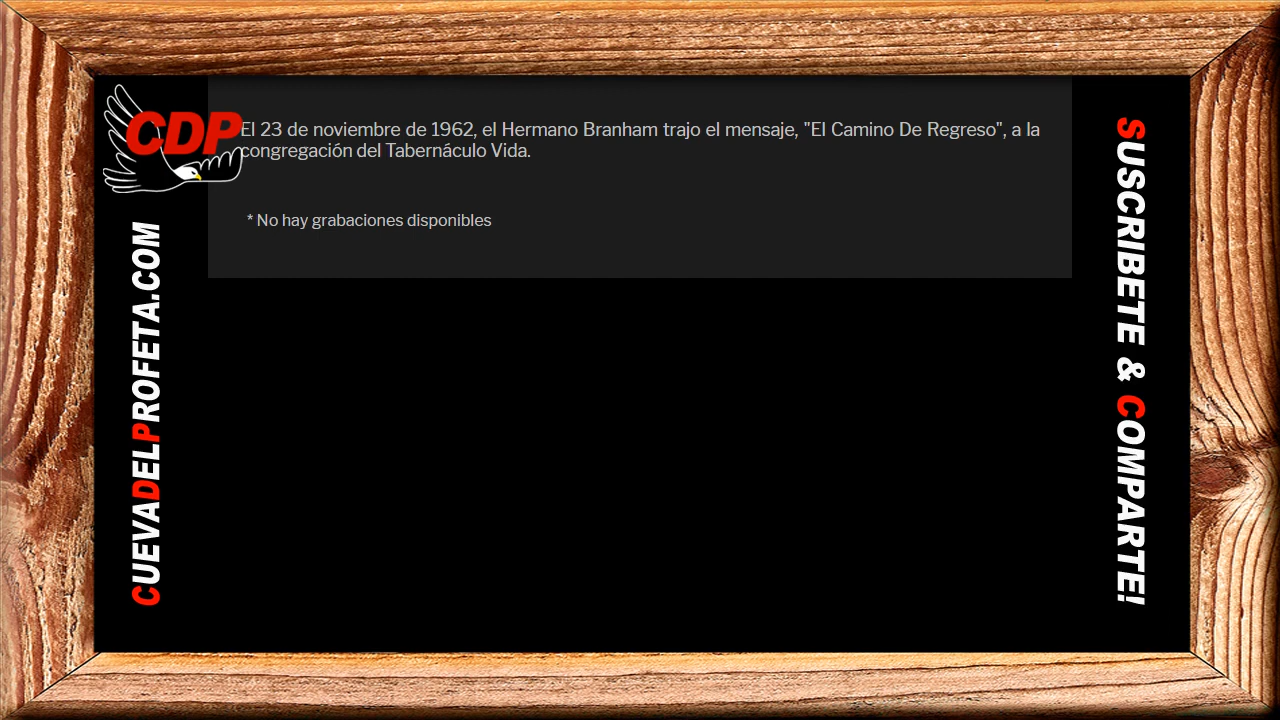 CDP
El 23 de noviembre de 1962, el Hermano Branham trajo el mensaje, "El Camino De Regreso", a la
congregación del Tabernáculo Vida.
* No hay grabaciones disponibles
CUEVADELPROFETA.COM
SUSCRIBETE & COMPARTE!